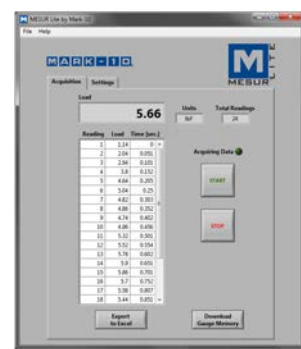 MESUR Lite by Mark-10
File Help
MARK-10
M
MESUR
LITE
Acquisition Settings
Load
5.66
Units
lbF
Total Readings
24
Reading Load Time [sec.]
1 1.14 0
2 2.04 0.051
3 2.94 0.101
4 3.8 0.152
5 4.64 0.205
6 5.04 0.25
7 4.82 0.303
8 4.86 0.352
9 4.74 0.402
10 4.86 0.456
11 5.32 0.501
12 5.52 0.554
13 5.78 0.602
14 5.9 0.651
15 5.86 0.701
16 5.7 0.752
17 5.58 0.807
18 5.44 0.851
Acquiring Data
START
STOP
Export
to Excel
Download
Gauge Memory